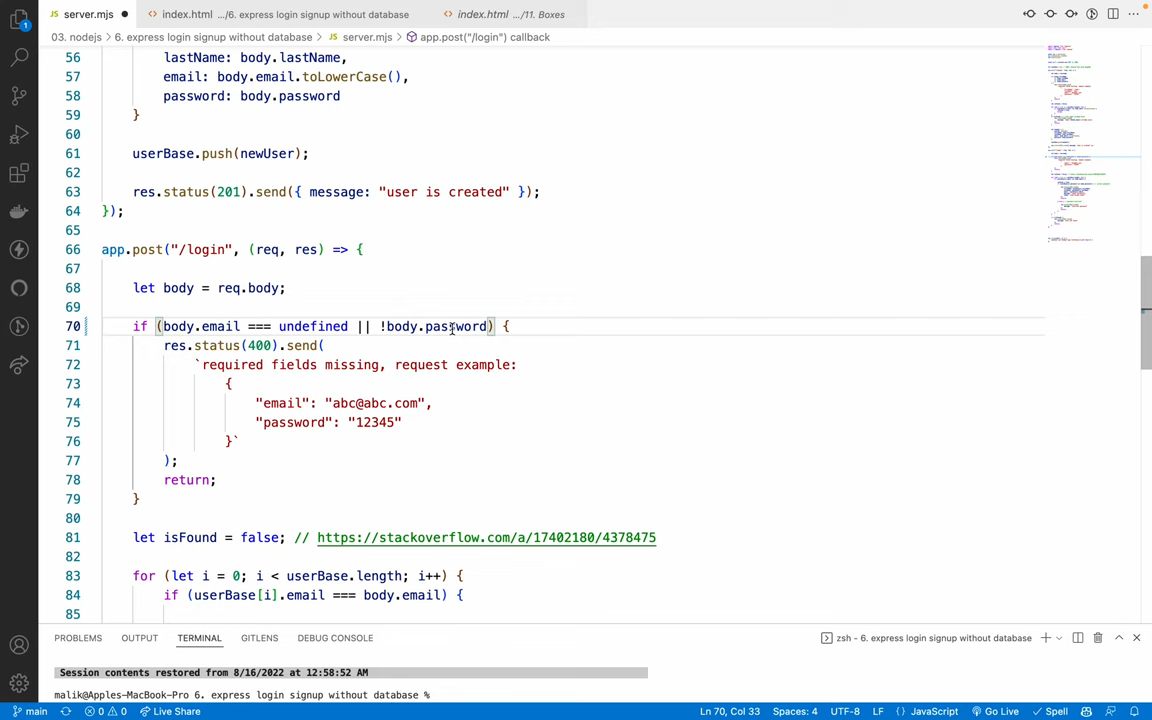 JS server.mjs
index.html .../6. express login signup without database
index.html .../11. Boxes
03. nodejs > 6. express login signup without database > JS server.mjs > app.post("/login") callback
56 lastName: body.lastName,
57 email: body.email.toLowerCase(),
58 password: body.password
59 }
60
61 userBase.push(newUser);
62
63 res.status(201).send({ message: "user is created" });
64 });
65
66 app.post("/login", (req, res) => {
67
68 let body = req.body;
69
70 if (body.email === undefined || !body.password) {
71 res.status(400).send(
72 `required fields missing, request example:
73 {
74 "email": "abc@abc.com",
75 "password": "12345"
76 }`
77 );
78 return;
79 }
80
81 let isFound = false; // https://stackoverflow.com/a/17402180/4378475
82
83 for (let i = 0; i < userBase.length; i++) {
84 if (userBase[i].email === body.email) {
85
PROBLEMS OUTPUT TERMINAL GITLENS DEBUG CONSOLE
zsh - 6. express login signup without database
Session contents restored from 8/16/2022 at 12:58:52 AM
malik@Apples-MacBook-Pro 6. express login signup without database %
main 0 0 Live Share Ln 70, Col 33 Spaces: 4 UTF-8 LF {} JavaScript Go Live Spell